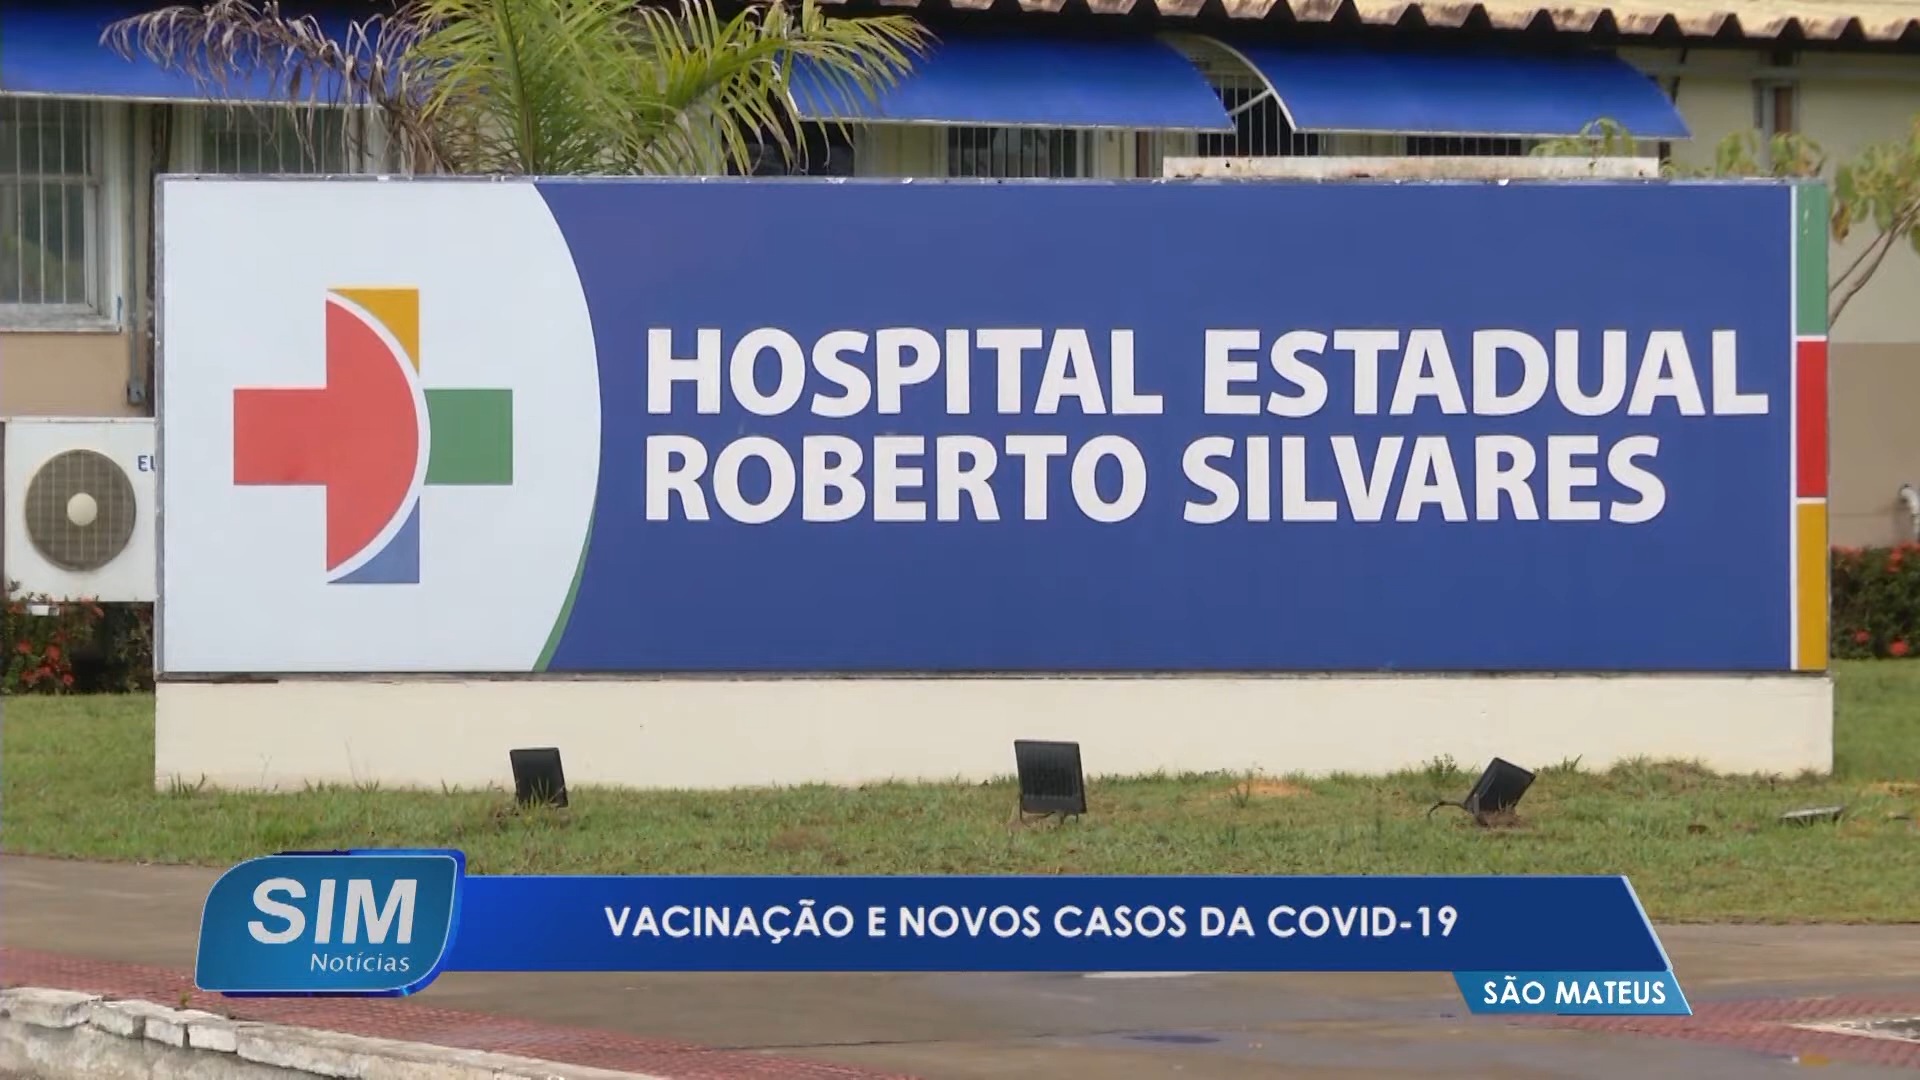 HOSPITAL ESTADUAL
ROBERTO SILVARES
SIM
Notícias
VACINAÇÃO E NOVOS CASOS DA COVID-19
SÃO MATEUS